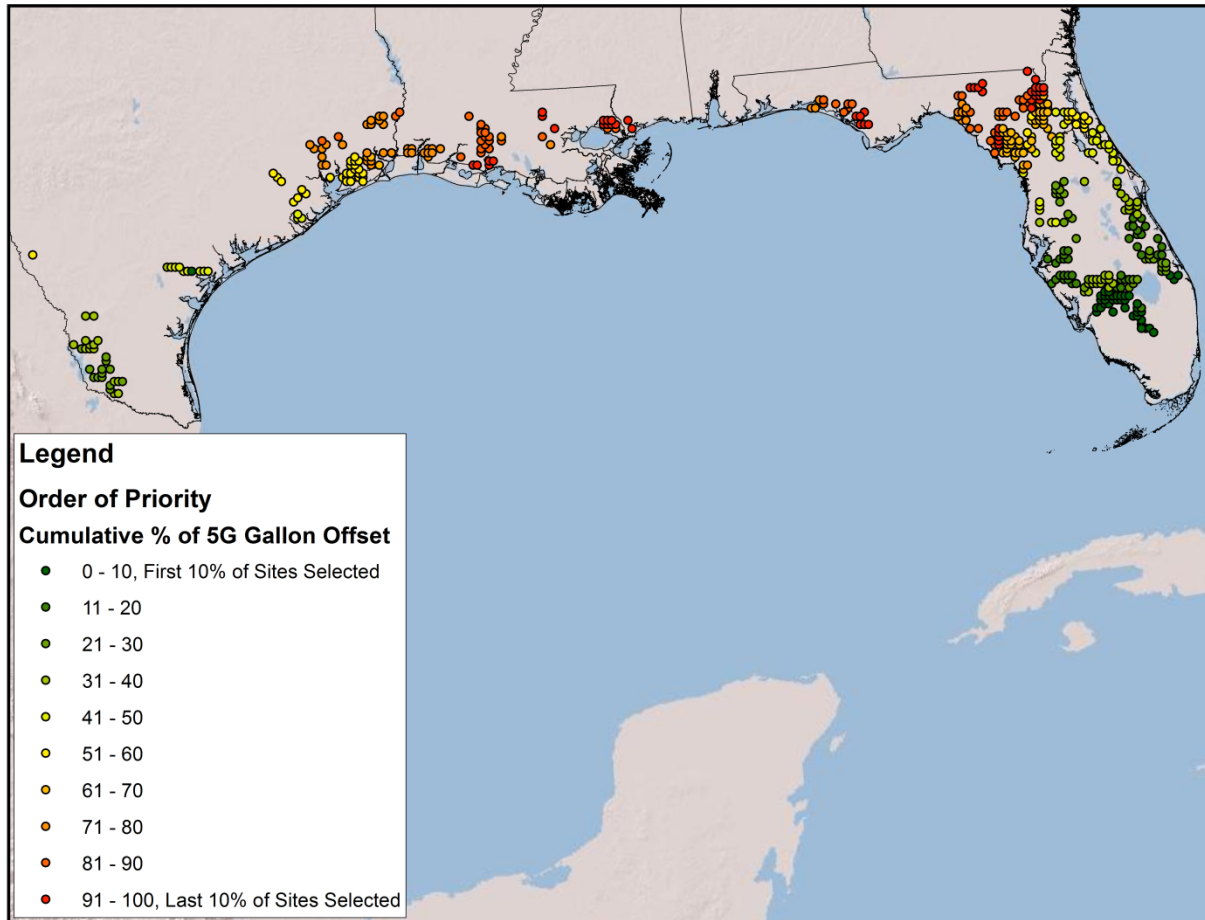 Legend
Order of Priority
Cumulative % of 5G Gallon Offset
0 - 10, First 10% of Sites Selected
11 - 20
21 - 30
31 - 40
41 - 50
51 - 60
61 - 70
71 - 80
81 - 90
91 - 100, Last 10% of Sites Selected